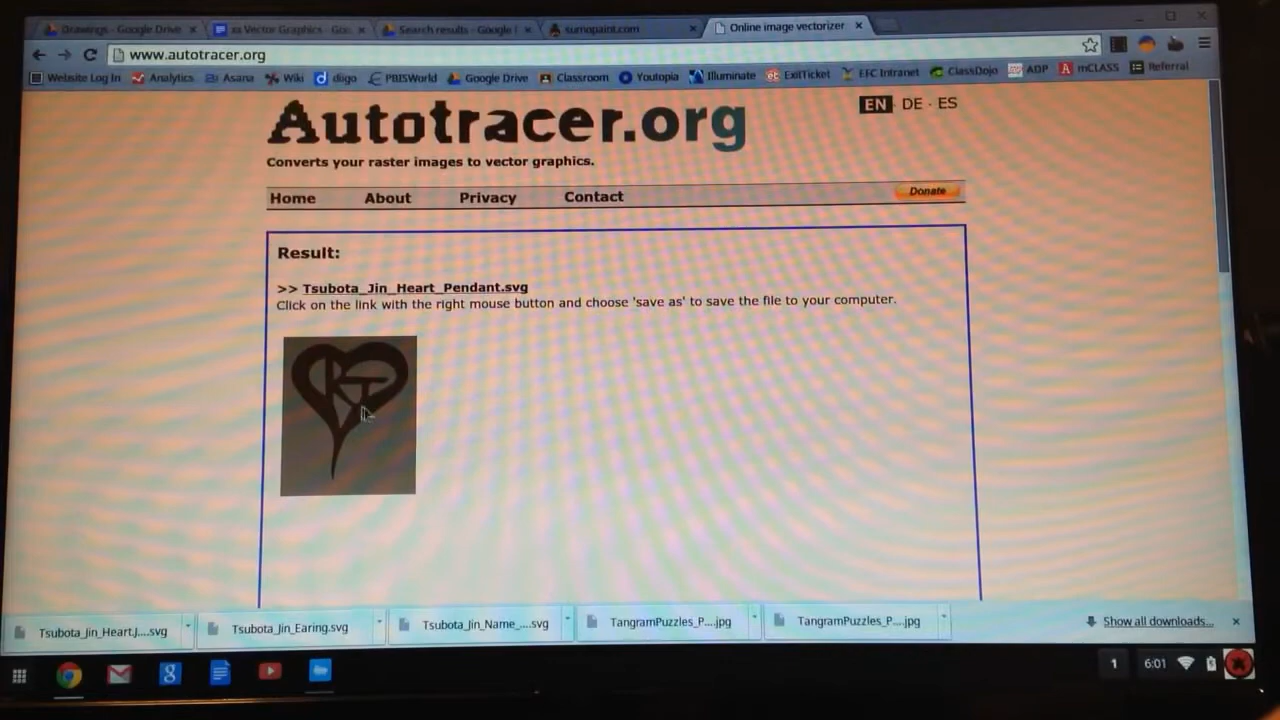 Drawings - Google Drive
xs Vector Graphics - Goo
Search results - Google
sumopaint.com
Online image vectorizer
www.autotracer.org
Website Log In Analytics Asana Wiki diigo PBISWorld Google Drive Classroom Youtopia Illuminate ExitTicket EFC Intranet ClassDojo ADP mCLASS Referral
Autotracer.org
EN · DE · ES
Converts your raster images to vector graphics.
Home About Privacy Contact Donate
Result:
>> Tsubota_Jin_Heart_Pendant.svg
Click on the link with the right mouse button and choose 'save as' to save the file to your computer.
Tsubota_Jin_Heart.J....svg Tsubota_Jin_Earing.svg Tsubota_Jin_Name_....svg TangramPuzzles_P....jpg TangramPuzzles_P....jpg Show all downloads...
1 6:01